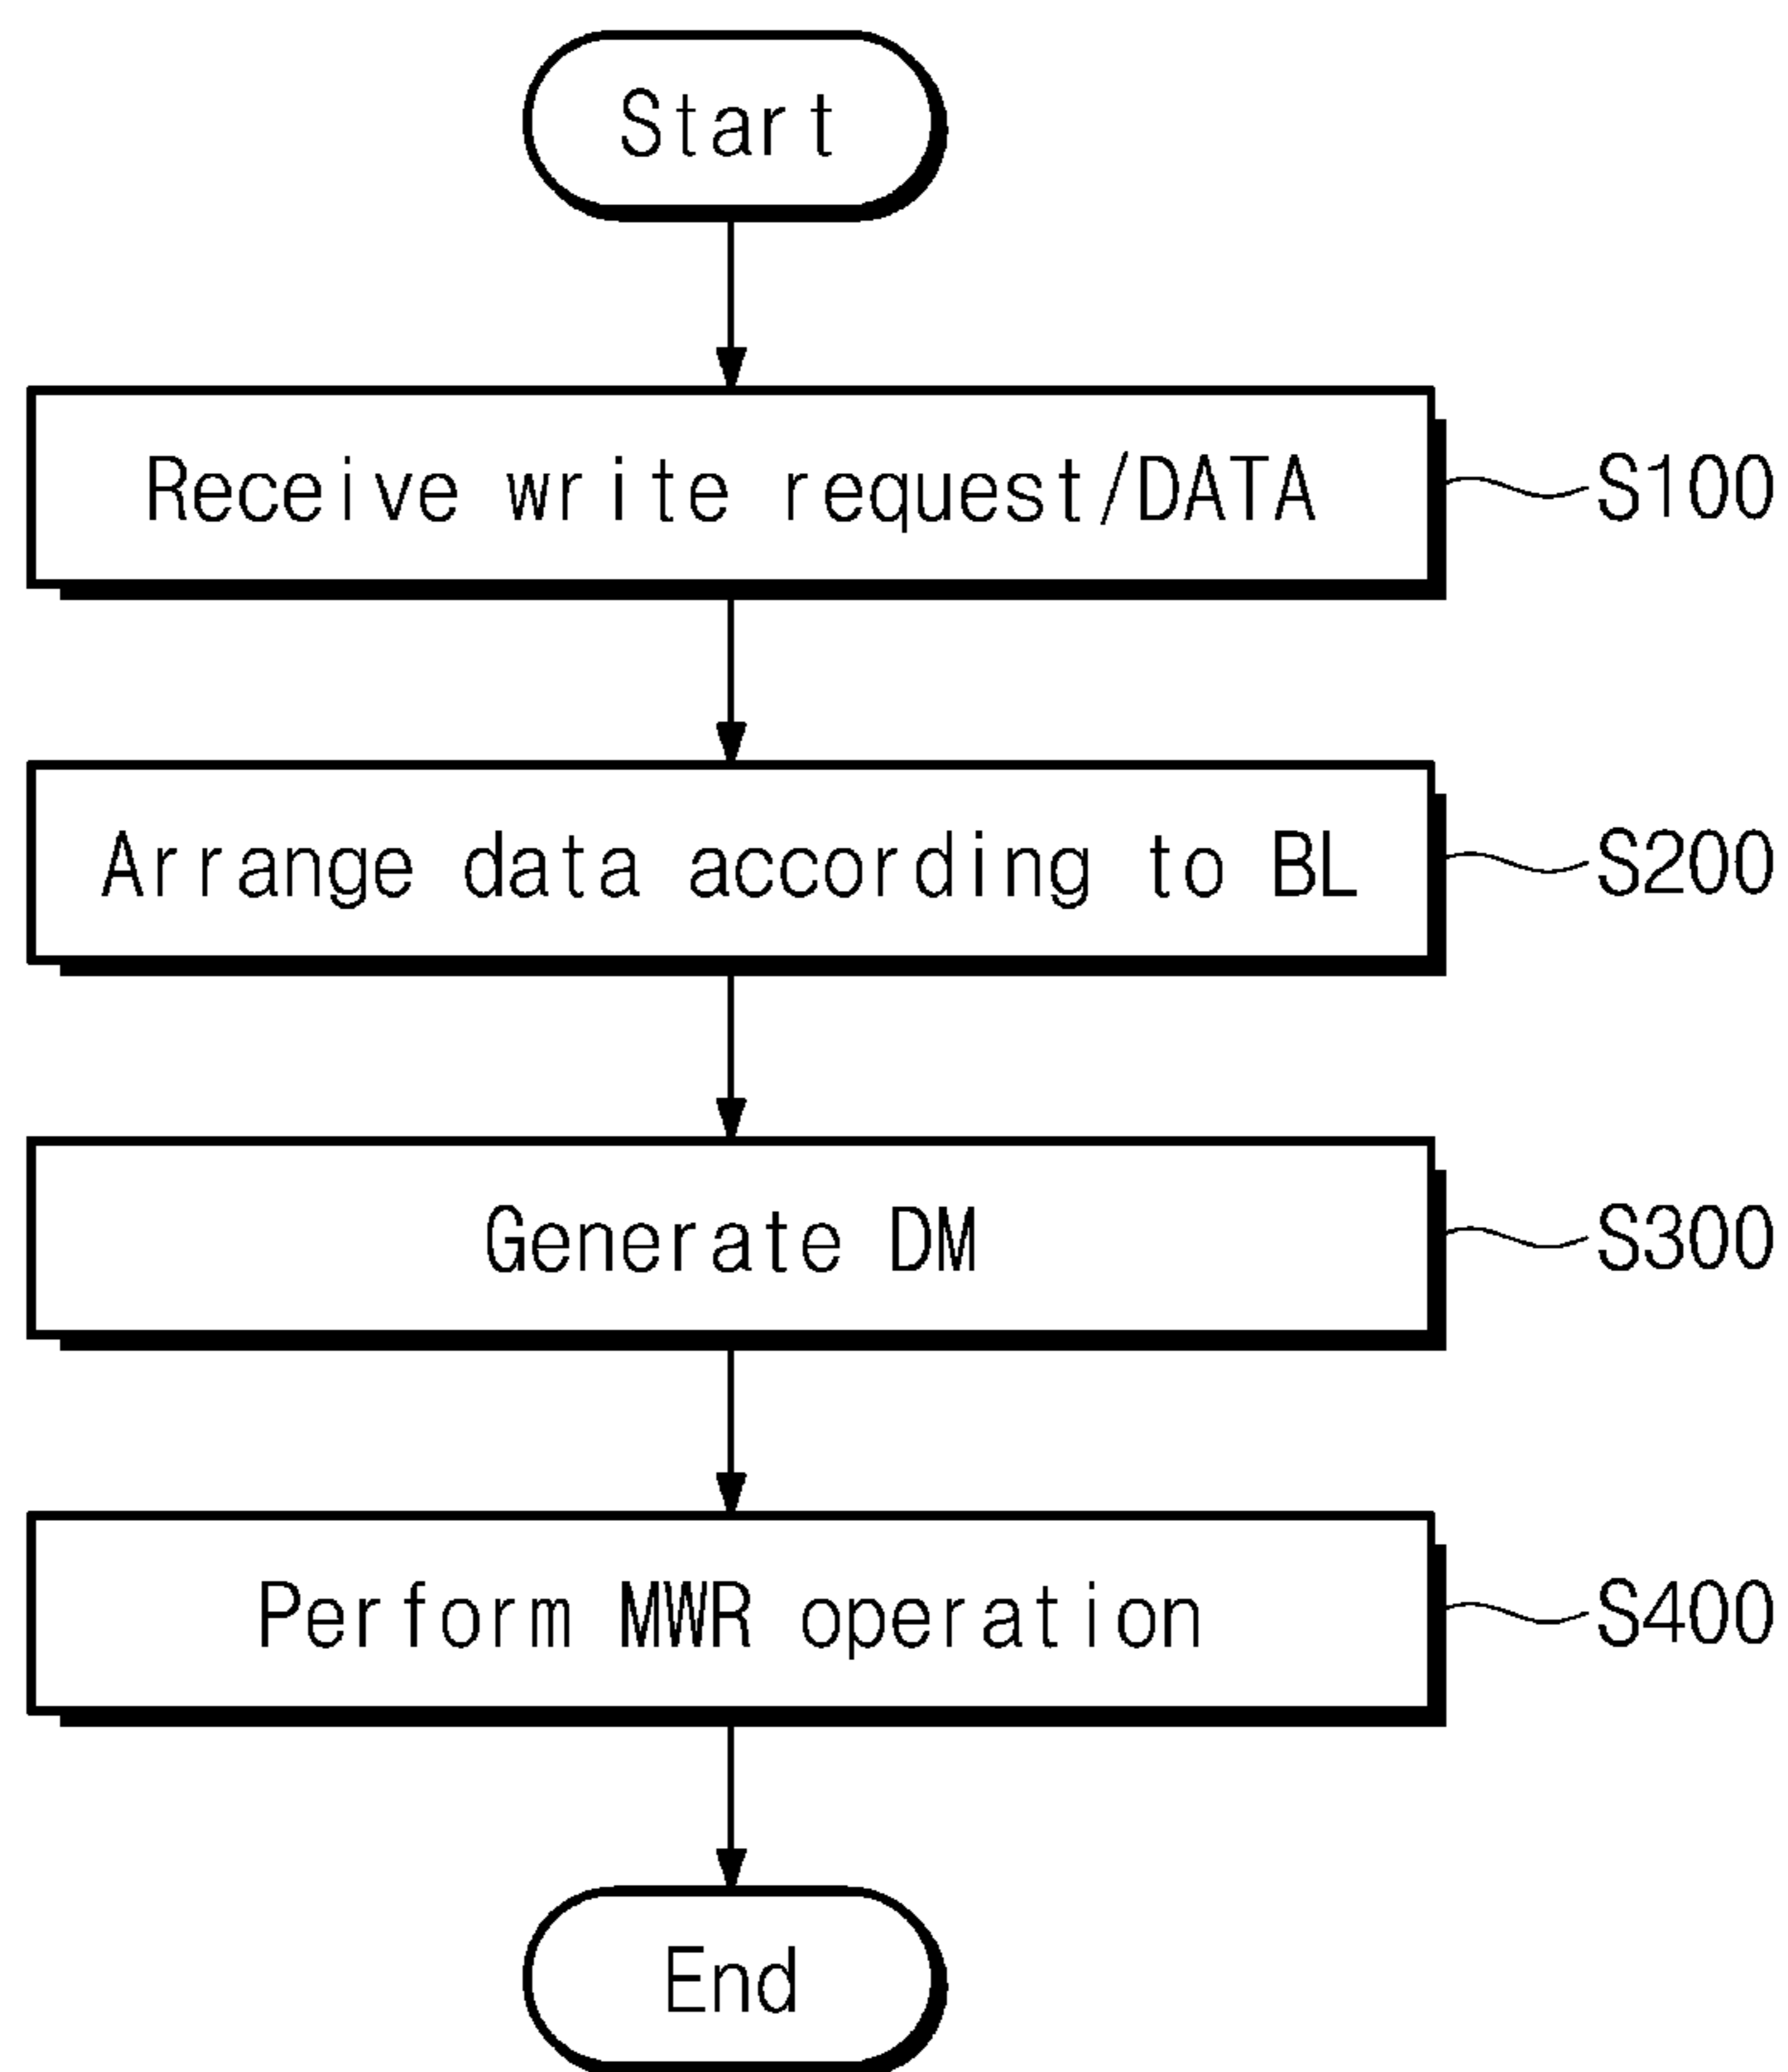 Start
Receive write request/DATA
S100
Arrange data according to BL
S200
Generate DM
S300
Perform MWR operation
S400
End